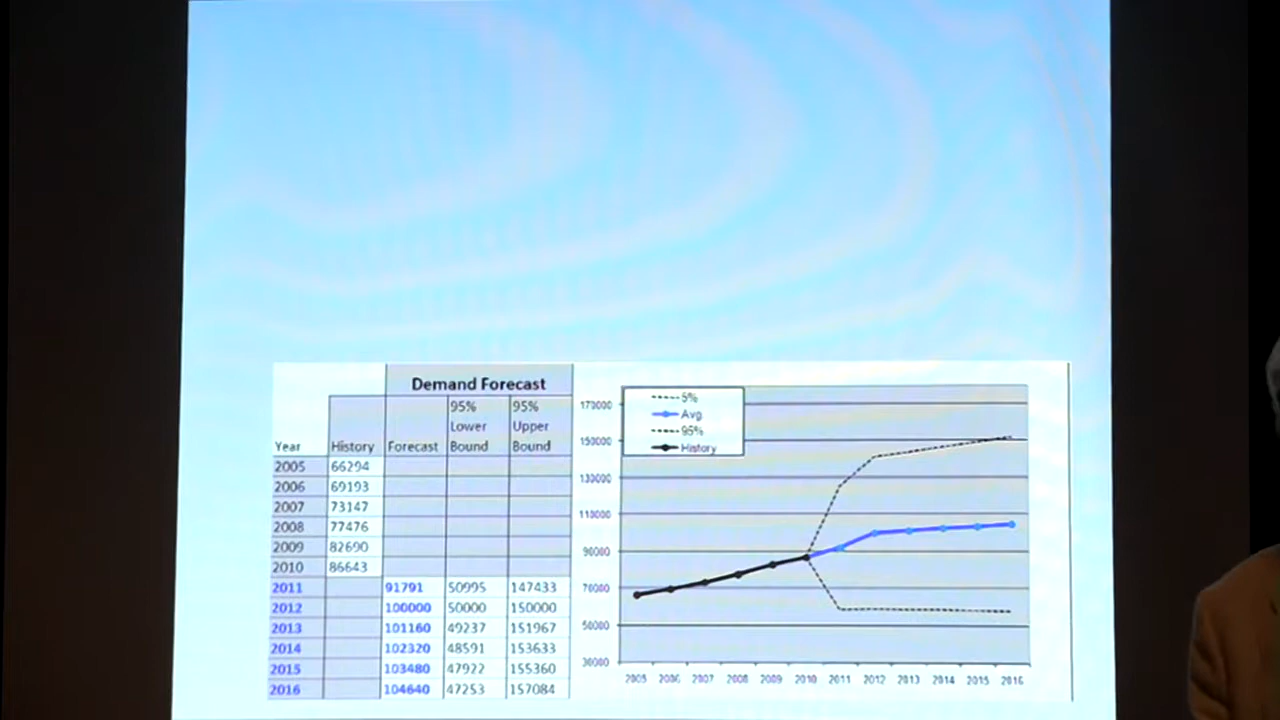 Demand Forecast
95% 95%
Lower Upper
Year History Forecast Bound Bound
2005 66294
2006 69193
2007 73147
2008 77476
2009 82690
2010 86643
2011 91791 50995 147433
2012 100000 50000 150000
2013 101160 49237 151967
2014 102320 48591 153633
2015 103480 47922 155360
2016 104640 47253 157084
5%
Avg
95%
History
170000
150000
130000
110000
90000
70000
50000
30000
2005 2006 2007 2008 2009 2010 2011 2012 2013 2014 2015 2016